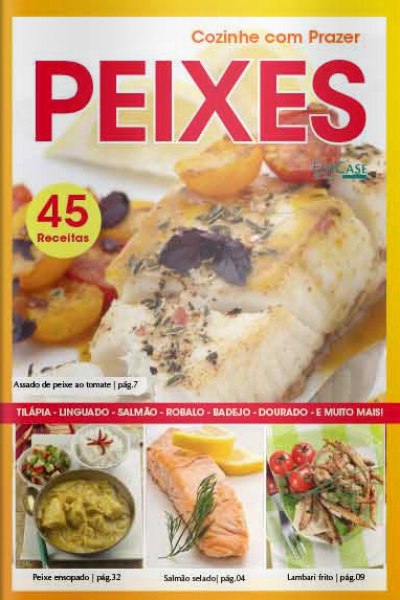 Cozinhe com Prazer
PEIXES
EdiCase
45
Receitas
Assado de peixe ao tomate | pág.7
TILÁPIA - LINGUADO - SALMÃO - ROBALO - BADEJO - DOURADO - E MUITO MAIS!
Peixe ensopado | pág.32
Salmão selado| pág.04
Lambari frito | pág.09